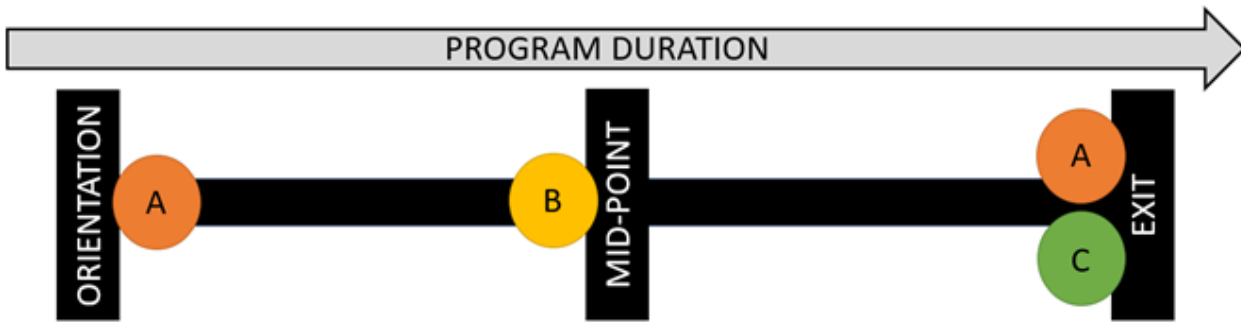 PROGRAM DURATION
ORIENTATION
A
B
MID-POINT
A
C
EXIT